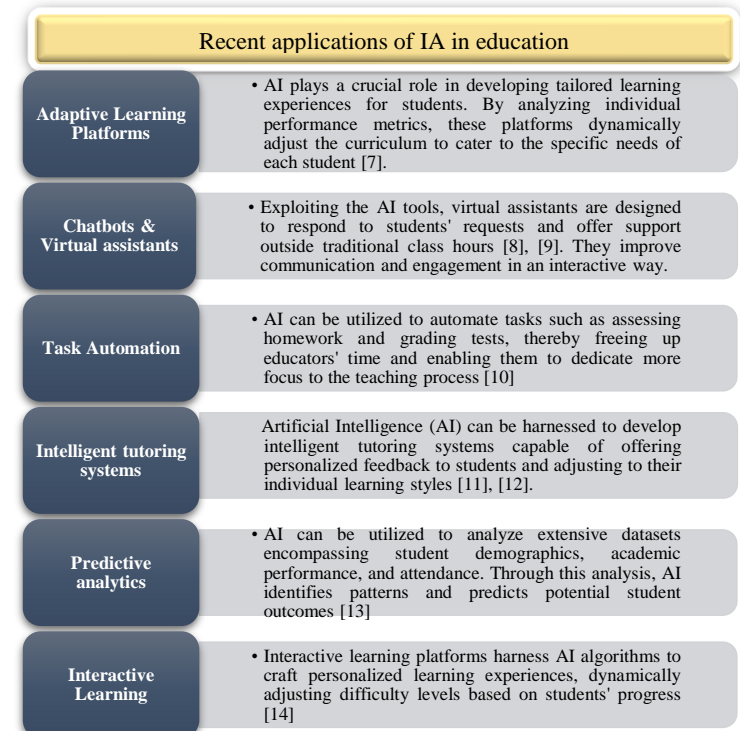 Recent applications of IA in education
Adaptive Learning
Platforms
• AI plays a crucial role in developing tailored learning
experiences for students. By analyzing individual
performance metrics, these platforms dynamically
adjust the curriculum to cater to the specific needs of
each student [7].
Chatbots &
Virtual assistants
• Exploiting the AI tools, virtual assistants are designed
to respond to students' requests and offer support
outside traditional class hours [8], [9]. They improve
communication and engagement in an interactive way.
Task Automation
• AI can be utilized to automate tasks such as assessing
homework and grading tests, thereby freeing up
educators' time and enabling them to dedicate more
focus to the teaching process [10]
Intelligent tutoring
systems
Artificial Intelligence (AI) can be harnessed to develop
intelligent tutoring systems capable of offering
personalized feedback to students and adjusting to their
individual learning styles [11], [12].
Predictive
analytics
• AI can be utilized to analyze extensive datasets
encompassing student demographics, academic
performance, and attendance. Through this analysis, AI
identifies patterns and predicts potential student
outcomes [13]
Interactive
Learning
• Interactive learning platforms harness AI algorithms to
craft personalized learning experiences, dynamically
adjusting difficulty levels based on students' progress
[14]